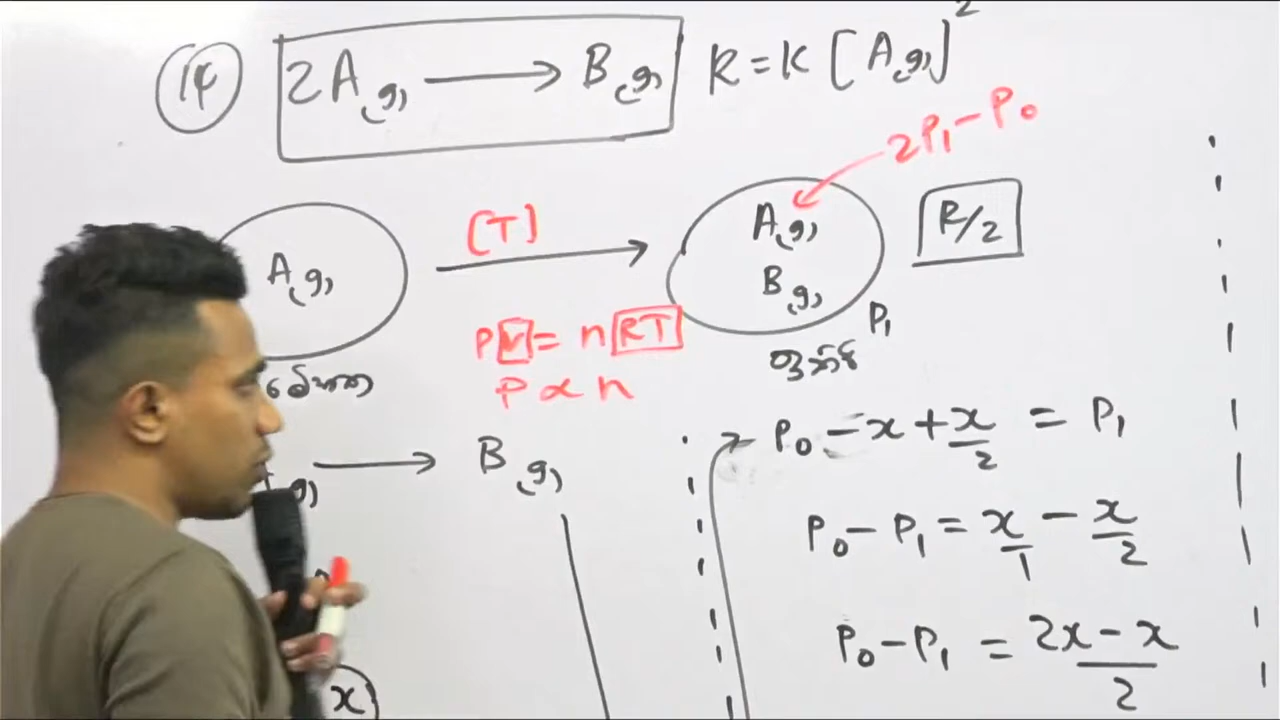 14
2A(g) → B(g) R = K [A(g)]²
2P₁ - P₀
A(g) (T) → A(g) R/2
B(g)
PV = nRT P₁
P ∝ n
(g) → B(g) P₀ - x + x/2 = P₁
P₀ - P₁ = x/1 - x/2
P₀ - P₁ = (2x - x)/2
x